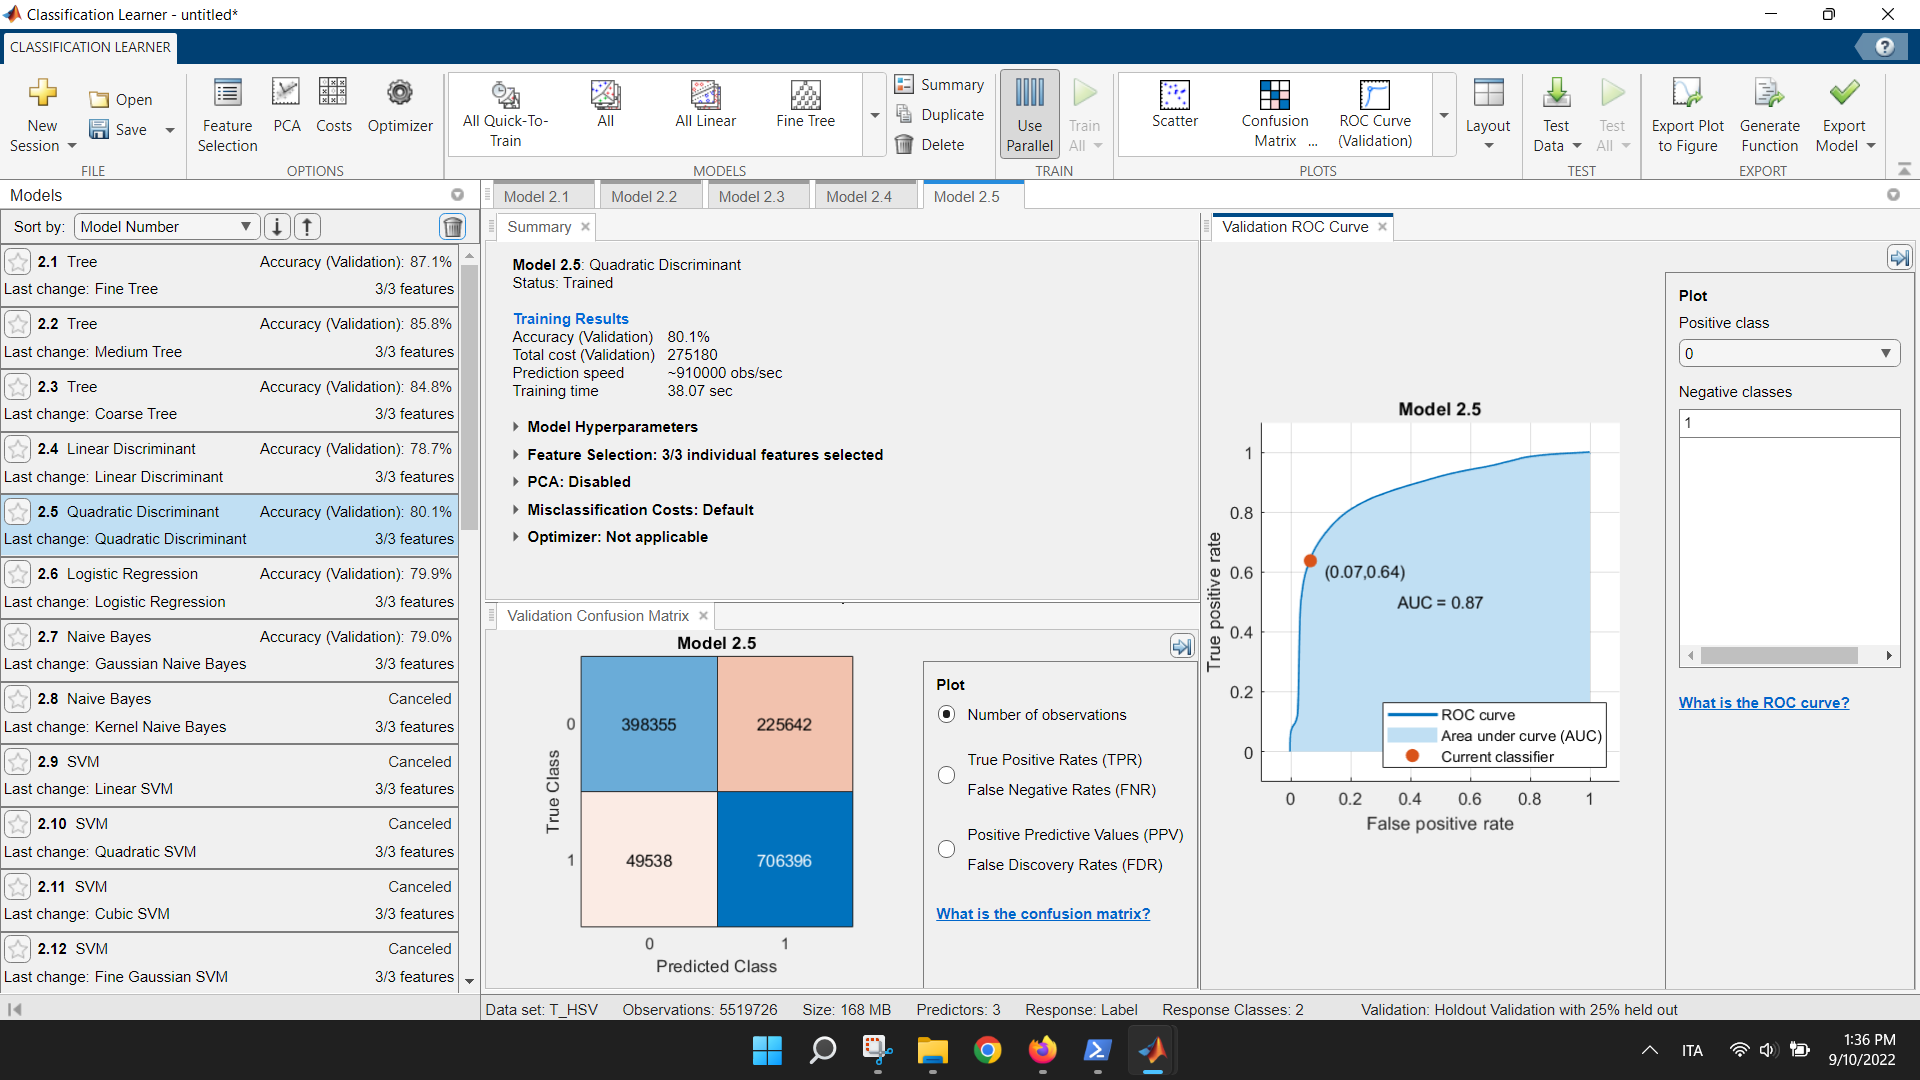 Classification Learner - untitled*
CLASSIFICATION LEARNER
New Session
Open
Save
FILE
Feature Selection
PCA
Costs
Optimizer
OPTIONS
All Quick-To-Train
All
All Linear
Fine Tree
MODELS
Summary
Duplicate
Delete
Use Parallel
Train All
TRAIN
Scatter
Confusion Matrix ...
ROC Curve (Validation)
PLOTS
Layout
Test Data
Test All
TEST
Export Plot to Figure
Generate Function
Export Model
EXPORT
Models
Sort by: Model Number
2.1 Tree Accuracy (Validation): 87.1%
Last change: Fine Tree 3/3 features
2.2 Tree Accuracy (Validation): 85.8%
Last change: Medium Tree 3/3 features
2.3 Tree Accuracy (Validation): 84.8%
Last change: Coarse Tree 3/3 features
2.4 Linear Discriminant Accuracy (Validation): 78.7%
Last change: Linear Discriminant 3/3 features
2.5 Quadratic Discriminant Accuracy (Validation): 80.1%
Last change: Quadratic Discriminant 3/3 features
2.6 Logistic Regression Accuracy (Validation): 79.9%
Last change: Logistic Regression 3/3 features
2.7 Naive Bayes Accuracy (Validation): 79.0%
Last change: Gaussian Naive Bayes 3/3 features
2.8 Naive Bayes Canceled
Last change: Kernel Naive Bayes 3/3 features
2.9 SVM Canceled
Last change: Linear SVM 3/3 features
2.10 SVM Canceled
Last change: Quadratic SVM 3/3 features
2.11 SVM Canceled
Last change: Cubic SVM 3/3 features
2.12 SVM Canceled
Last change: Fine Gaussian SVM 3/3 features
Model 2.1 Model 2.2 Model 2.3 Model 2.4 Model 2.5
Summary
Model 2.5: Quadratic Discriminant
Status: Trained
Training Results
Accuracy (Validation) 80.1%
Total cost (Validation) 275180
Prediction speed ~910000 obs/sec
Training time 38.07 sec
Model Hyperparameters
Feature Selection: 3/3 individual features selected
PCA: Disabled
Misclassification Costs: Default
Optimizer: Not applicable
Validation Confusion Matrix
Model 2.5
True Class
0 398355 225642
1 49538 706396
0 1
Predicted Class
Plot
Number of observations
True Positive Rates (TPR)
False Negative Rates (FNR)
Positive Predictive Values (PPV)
False Discovery Rates (FDR)
What is the confusion matrix?
Validation ROC Curve
Model 2.5
True positive rate
1
0.8
0.6
0.4
0.2
0
(0.07,0.64)
AUC = 0.87
ROC curve
Area under curve (AUC)
Current classifier
0 0.2 0.4 0.6 0.8 1
False positive rate
Plot
Positive class
0
Negative classes
1
What is the ROC curve?
Data set: T_HSV Observations: 5519726 Size: 168 MB Predictors: 3 Response: Label Response Classes: 2 Validation: Holdout Validation with 25% held out
ITA
1:36 PM
9/10/2022